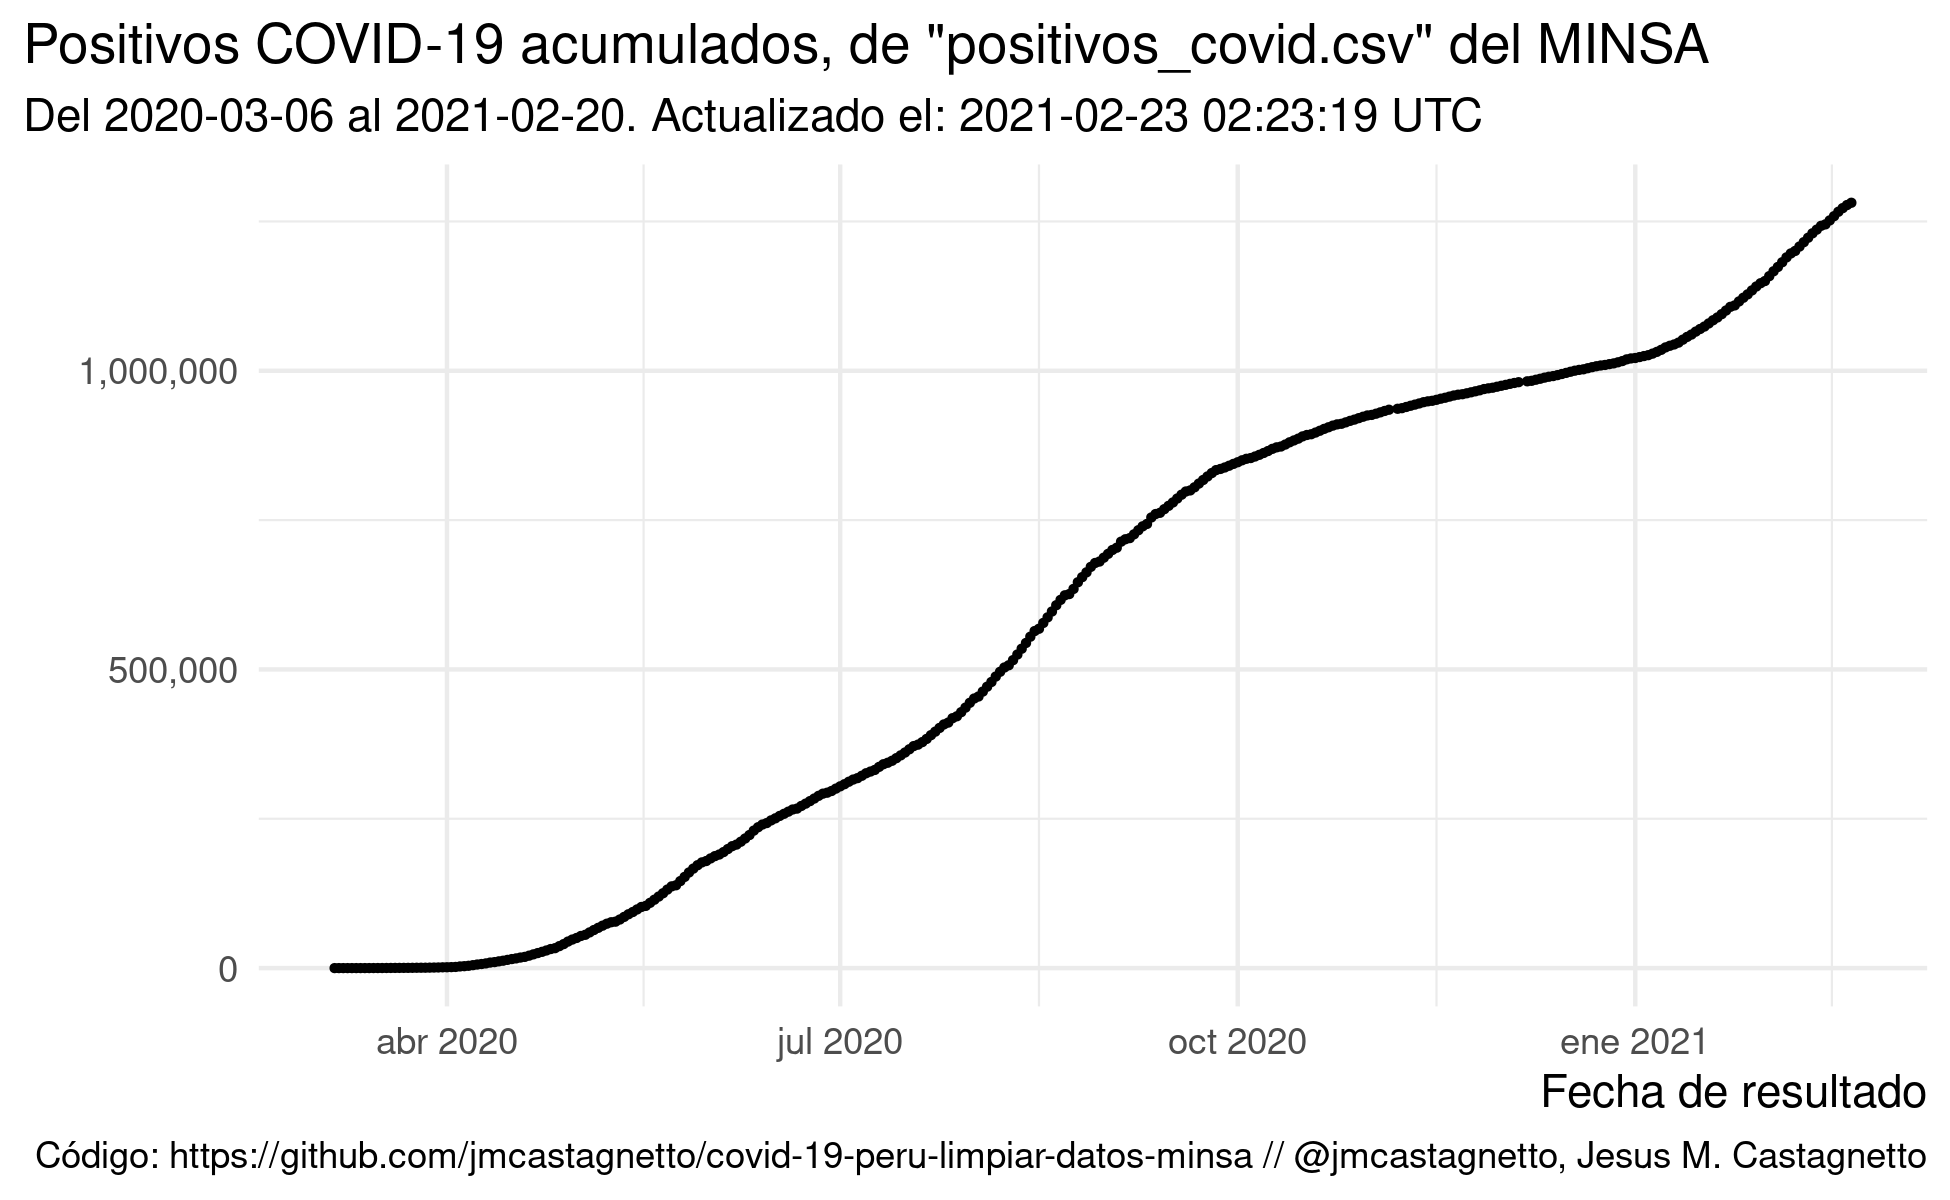 Positivos COVID-19 acumulados, de "positivos_covid.csv" del MINSA
Del 2020-03-06 al 2021-02-20. Actualizado el: 2021-02-23 02:23:19 UTC
1,000,000
500,000
0
abr 2020
jul 2020
oct 2020
ene 2021
Fecha de resultado
Código: https://github.com/jmcastagnetto/covid-19-peru-limpiar-datos-minsa // @jmcastagnetto, Jesus M. Castagnetto